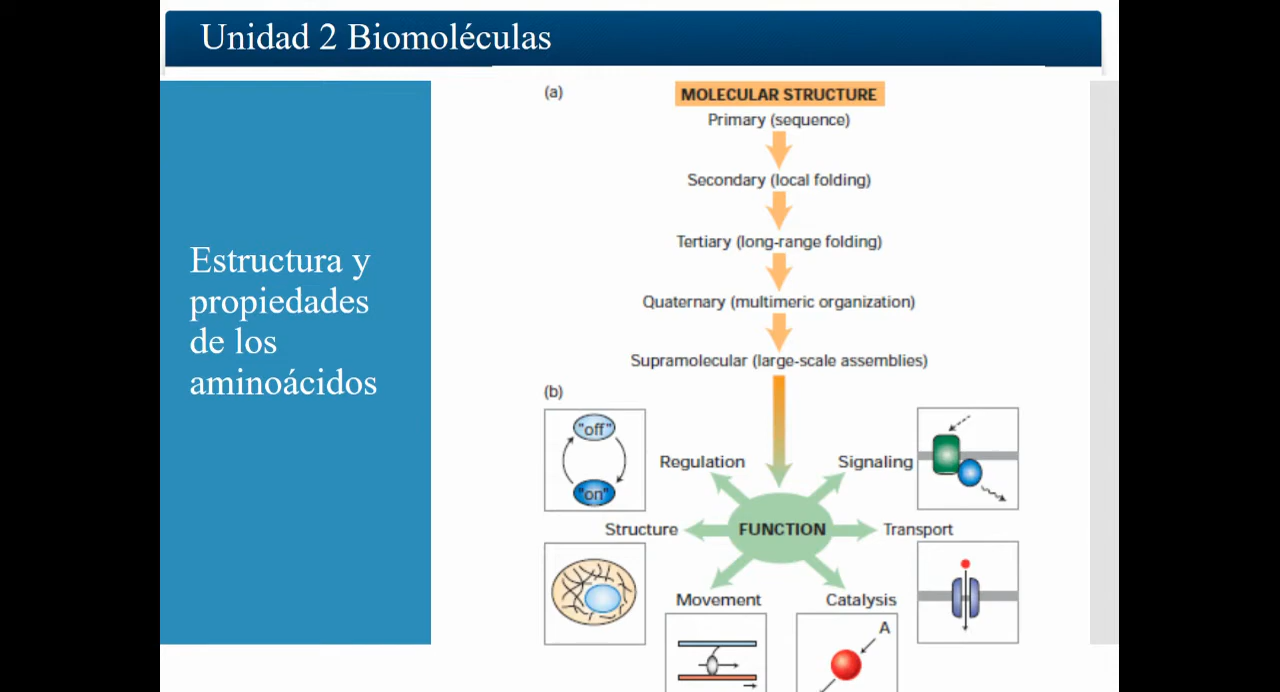 Unidad 2 Biomoléculas
Estructura y
propiedades
de los
aminoácidos
(a)
MOLECULAR STRUCTURE
Primary (sequence)
Secondary (local folding)
Tertiary (long-range folding)
Quaternary (multimeric organization)
Supramolecular (large-scale assemblies)
(b)
"off"
"on"
Regulation
Signaling
Structure
FUNCTION
Transport
Movement
Catalysis
A